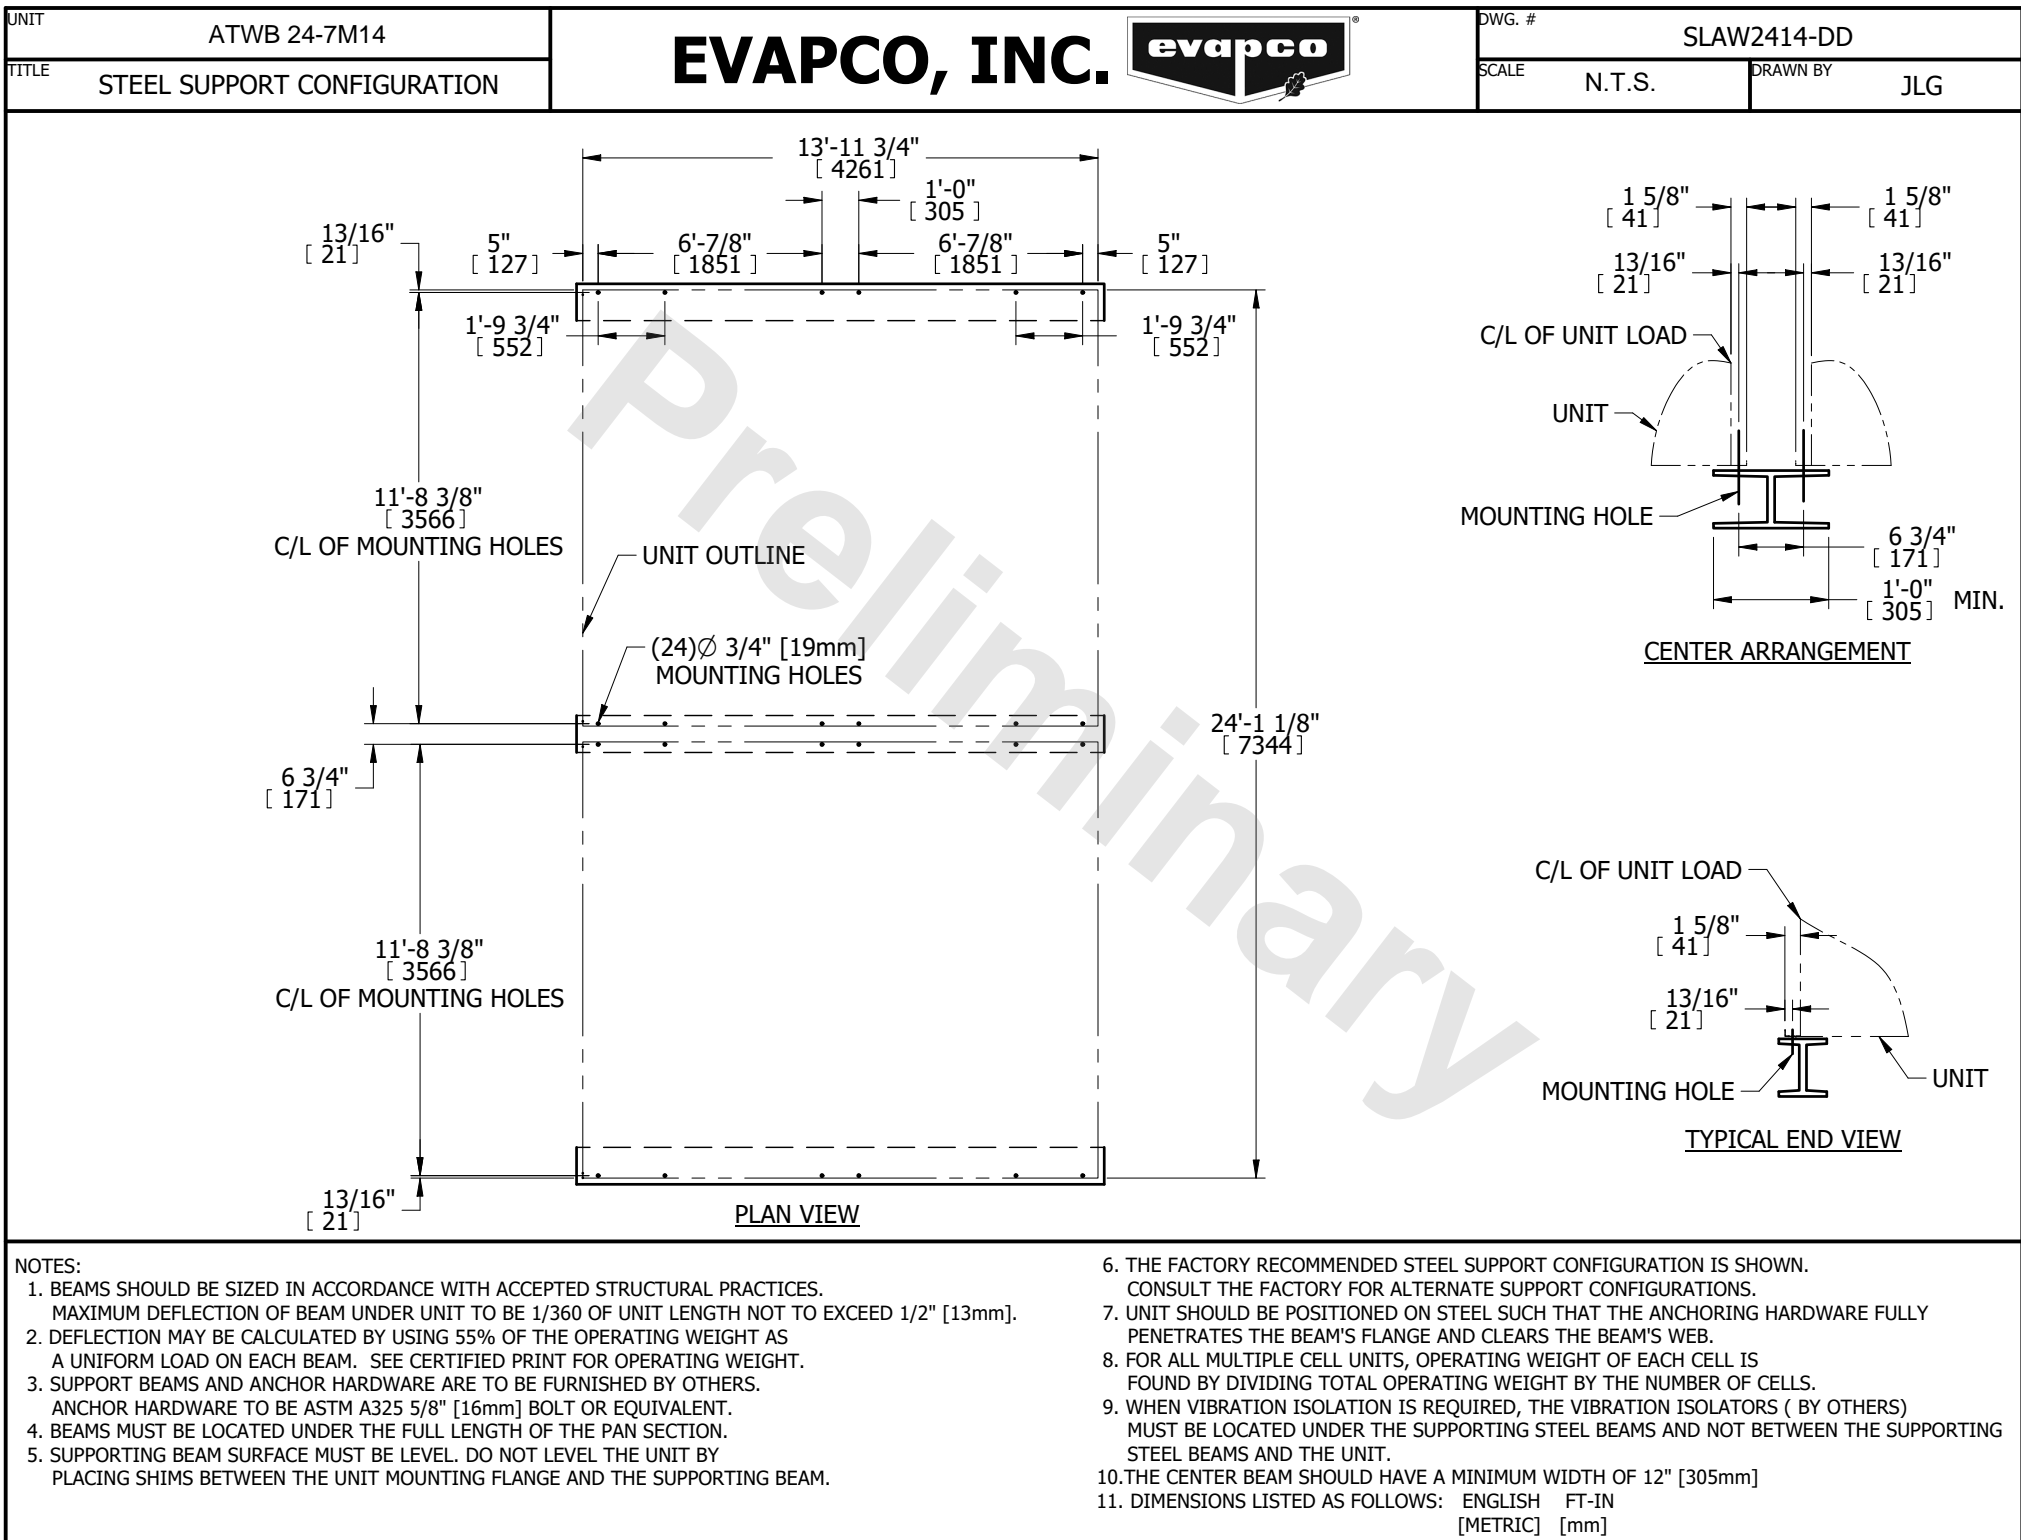 UNIT
ATWB 24-7M14
TITLE
STEEL SUPPORT CONFIGURATION
EVAPCO, INC.
evapco
®
DWG. #
SLAW2414-DD
SCALE
N.T.S.
DRAWN BY
JLG
13'-11 3/4"
[ 4261 ]
1'-0"
[ 305 ]
13/16"
[ 21 ]
5"
[ 127 ]
6'-7/8"
[ 1851 ]
6'-7/8"
[ 1851 ]
5"
[ 127 ]
1'-9 3/4"
[ 552 ]
1'-9 3/4"
[ 552 ]
11'-8 3/8"
[ 3566 ]
C/L OF MOUNTING HOLES
UNIT OUTLINE
(24)Ø 3/4" [19mm]
MOUNTING HOLES
6 3/4"
[ 171 ]
24'-1 1/8"
[ 7344 ]
11'-8 3/8"
[ 3566 ]
C/L OF MOUNTING HOLES
13/16"
[ 21 ]
PLAN VIEW
Preliminary
1 5/8"
[ 41 ]
1 5/8"
[ 41 ]
13/16"
[ 21 ]
13/16"
[ 21 ]
C/L OF UNIT LOAD
UNIT
MOUNTING HOLE
6 3/4"
[ 171 ]
1'-0"
[ 305 ] MIN.
CENTER ARRANGEMENT
C/L OF UNIT LOAD
1 5/8"
[ 41 ]
13/16"
[ 21 ]
MOUNTING HOLE
UNIT
TYPICAL END VIEW
NOTES:
1. BEAMS SHOULD BE SIZED IN ACCORDANCE WITH ACCEPTED STRUCTURAL PRACTICES.
MAXIMUM DEFLECTION OF BEAM UNDER UNIT TO BE 1/360 OF UNIT LENGTH NOT TO EXCEED 1/2" [13mm].
2. DEFLECTION MAY BE CALCULATED BY USING 55% OF THE OPERATING WEIGHT AS
A UNIFORM LOAD ON EACH BEAM. SEE CERTIFIED PRINT FOR OPERATING WEIGHT.
3. SUPPORT BEAMS AND ANCHOR HARDWARE ARE TO BE FURNISHED BY OTHERS.
ANCHOR HARDWARE TO BE ASTM A325 5/8" [16mm] BOLT OR EQUIVALENT.
4. BEAMS MUST BE LOCATED UNDER THE FULL LENGTH OF THE PAN SECTION.
5. SUPPORTING BEAM SURFACE MUST BE LEVEL. DO NOT LEVEL THE UNIT BY
PLACING SHIMS BETWEEN THE UNIT MOUNTING FLANGE AND THE SUPPORTING BEAM.
6. THE FACTORY RECOMMENDED STEEL SUPPORT CONFIGURATION IS SHOWN.
CONSULT THE FACTORY FOR ALTERNATE SUPPORT CONFIGURATIONS.
7. UNIT SHOULD BE POSITIONED ON STEEL SUCH THAT THE ANCHORING HARDWARE FULLY
PENETRATES THE BEAM'S FLANGE AND CLEARS THE BEAM'S WEB.
8. FOR ALL MULTIPLE CELL UNITS, OPERATING WEIGHT OF EACH CELL IS
FOUND BY DIVIDING TOTAL OPERATING WEIGHT BY THE NUMBER OF CELLS.
9. WHEN VIBRATION ISOLATION IS REQUIRED, THE VIBRATION ISOLATORS ( BY OTHERS)
MUST BE LOCATED UNDER THE SUPPORTING STEEL BEAMS AND NOT BETWEEN THE SUPPORTING
STEEL BEAMS AND THE UNIT.
10.THE CENTER BEAM SHOULD HAVE A MINIMUM WIDTH OF 12" [305mm]
11. DIMENSIONS LISTED AS FOLLOWS: ENGLISH FT-IN
[METRIC] [mm]